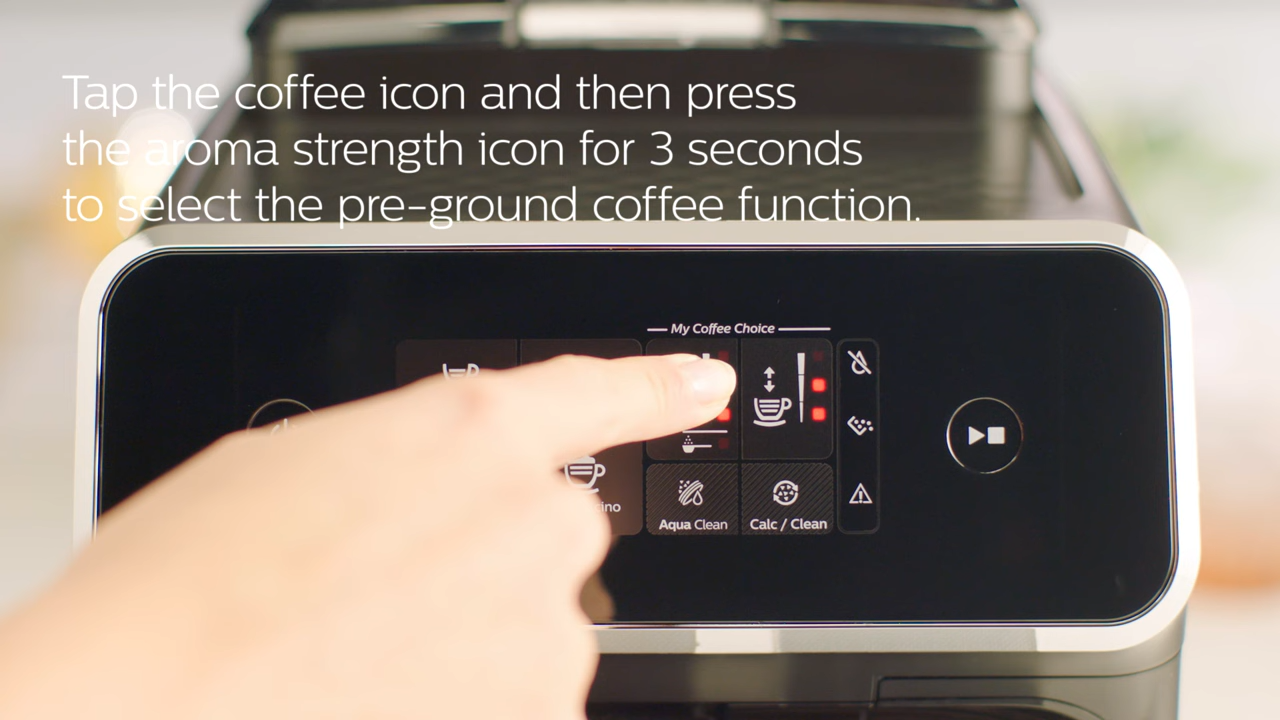 Tap the coffee icon and then press
the aroma strength icon for 3 seconds
to select the pre-ground coffee function.
My Coffee Choice
Aqua Clean
Calc / Clean